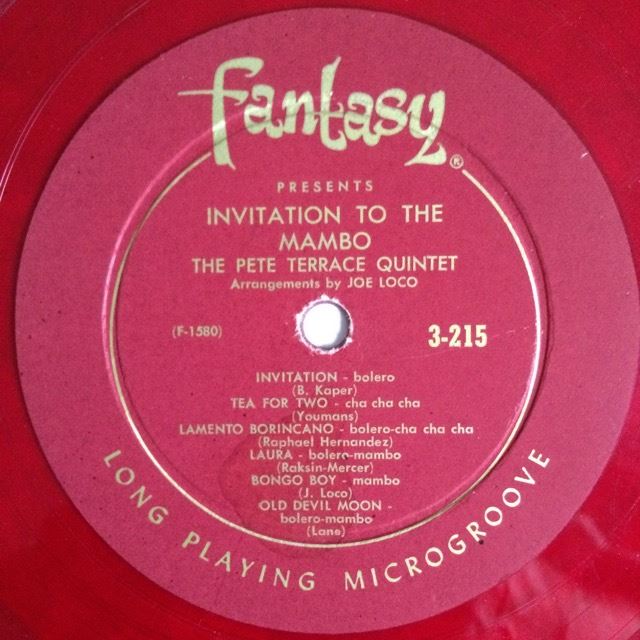 Fantasy®
PRESENTS
INVITATION TO THE
MAMBO
THE PETE TERRACE QUINTET
Arrangements by JOE LOCO
(F-1580) 3-215
INVITATION - bolero
(B. Kaper)
TEA FOR TWO - cha cha cha
(Youmans)
LAMENTO BORINCANO - bolero-cha cha
(Raphael Hernandez)
LAURA - bolero-mambo
(Raksin-Mercer)
BONGO BOY - mambo
(J. Loco)
OLD DEVIL MOON -
bolero-mambo
(Lane)
LONG PLAYING MICROGROOVE